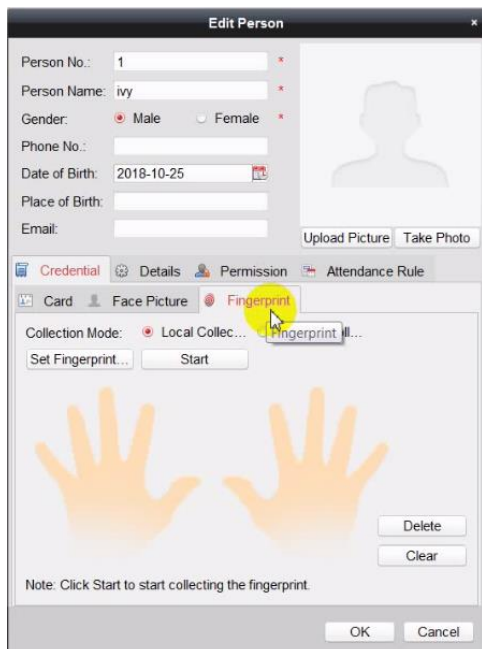 Edit Person ×
Person No.: 1 *
Person Name: ivy *
Gender: Male Female *
Phone No.:
Date of Birth: 2018-10-25
Place of Birth:
Email:
Upload Picture Take Photo
Credential Details Permission Attendance Rule
Card Face Picture Fingerprint
Collection Mode: Local Collec... Fingerprint
Set Fingerprint... Start
Delete
Clear
Note: Click Start to start collecting the fingerprint.
OK Cancel